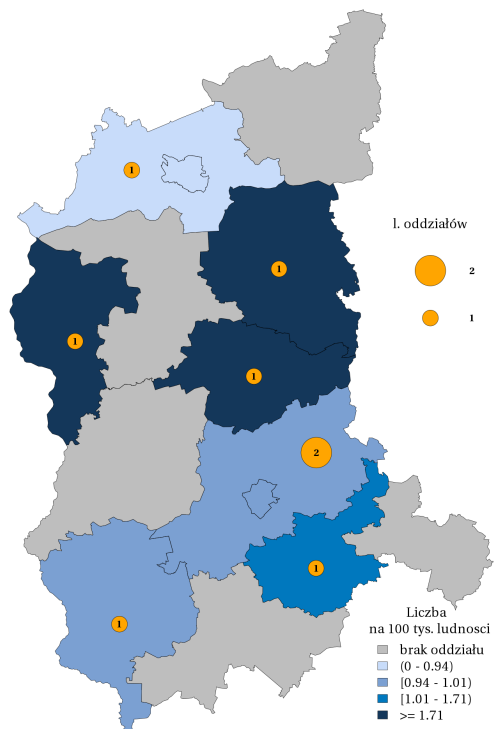 1
l. oddziałów
1
2
1
1
1
2
1
1
Liczba
na 100 tys. ludnosci
brak oddziału
(0 - 0.94)
[0.94 - 1.01)
[1.01 - 1.71)
>= 1.71